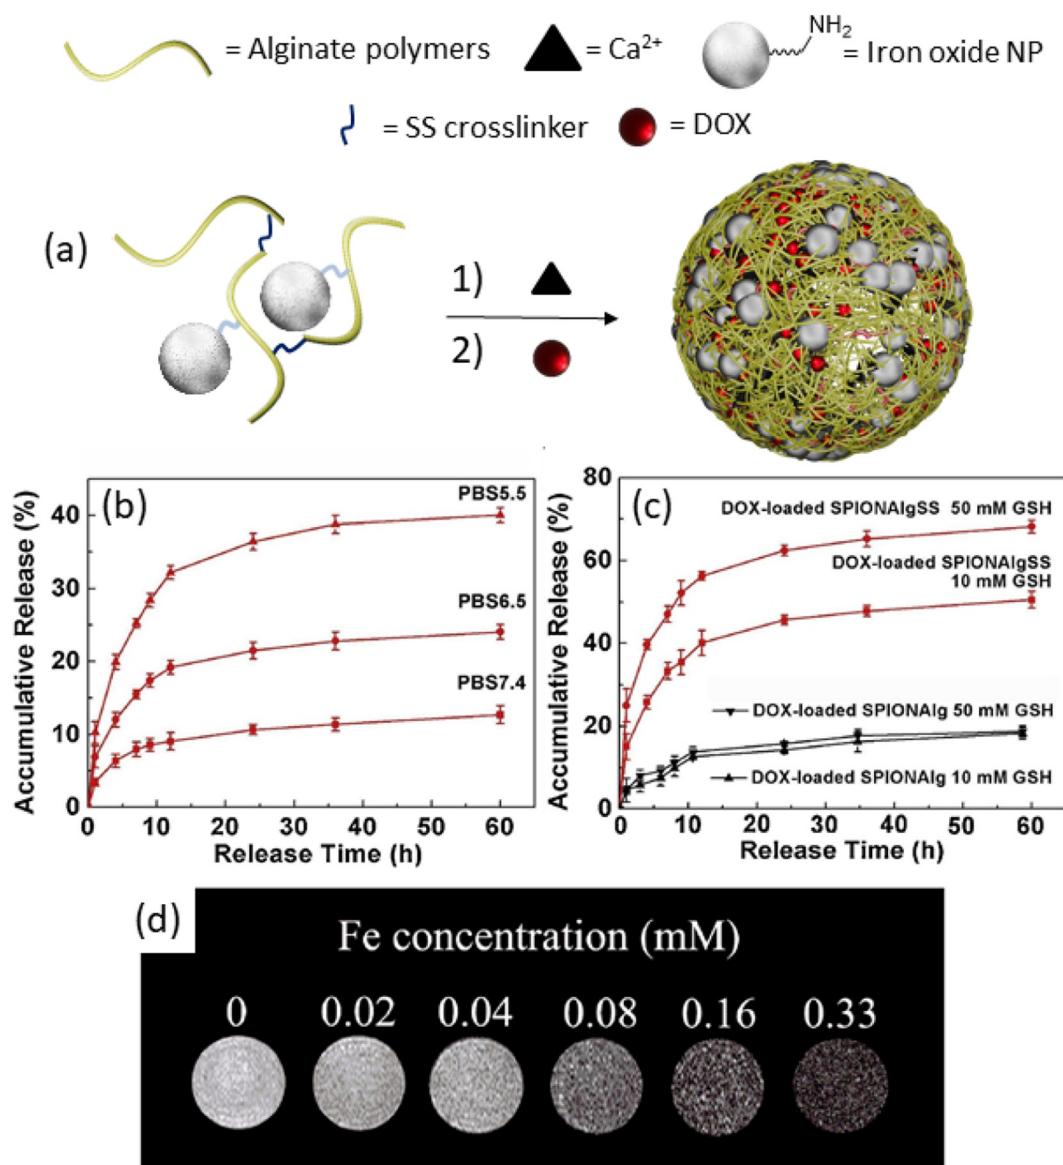 = Alginate polymers
= Ca²⁺
NH₂
= Iron oxide NP
= SS crosslinker
= DOX
(a)
1)
2)
(b)
Accumulative Release (%)
40
30
20
10
0
PBS5.5
PBS6.5
PBS7.4
0 10 20 30 40 50 60
Release Time (h)
(c)
Accumulative Release (%)
80
60
40
20
0
DOX-loaded SPIONAlgSS 50 mM GSH
DOX-loaded SPIONAlgSS
10 mM GSH
DOX-loaded SPIONAlg 50 mM GSH
DOX-loaded SPIONAlg 10 mM GSH
0 10 20 30 40 50 60
Release Time (h)
(d)
Fe concentration (mM)
0 0.02 0.04 0.08 0.16 0.33